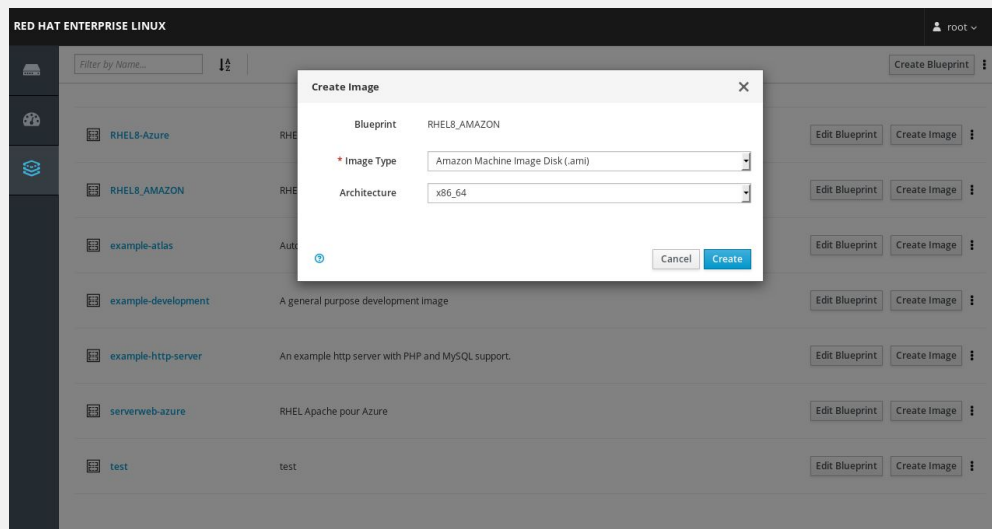 RED HAT ENTERPRISE LINUX
root
Filter by Name...
Create Blueprint
Create Image
Blueprint RHEL8_AMAZON
* Image Type Amazon Machine Image Disk (.ami)
Architecture x86_64
Cancel Create
RHEL8-Azure RHE Edit Blueprint Create Image
RHEL8_AMAZON RHE Edit Blueprint Create Image
example-atlas Auto Edit Blueprint Create Image
example-development A general purpose development image Edit Blueprint Create Image
example-http-server An example http server with PHP and MySQL support. Edit Blueprint Create Image
serverweb-azure RHEL Apache pour Azure Edit Blueprint Create Image
test test Edit Blueprint Create Image